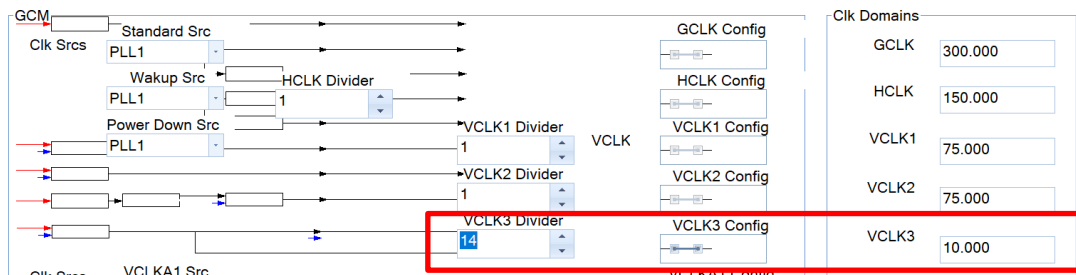 GCM
Clk Domains
Standard Src
GCLK Config
Clk Srcs
GCLK
PLL1
300.000
Wakup Src
HCLK Divider
HCLK Config
HCLK
PLL1
1
150.000
Power Down Src
VCLK1 Divider
VCLK
VCLK1 Config
VCLK1
PLL1
1
75.000
VCLK2 Divider
VCLK2 Config
VCLK2
1
75.000
VCLK3 Divider
VCLK3 Config
VCLK3
14
10.000
Clk Srcs
VCLKA1 Src
VCLKA1 Config